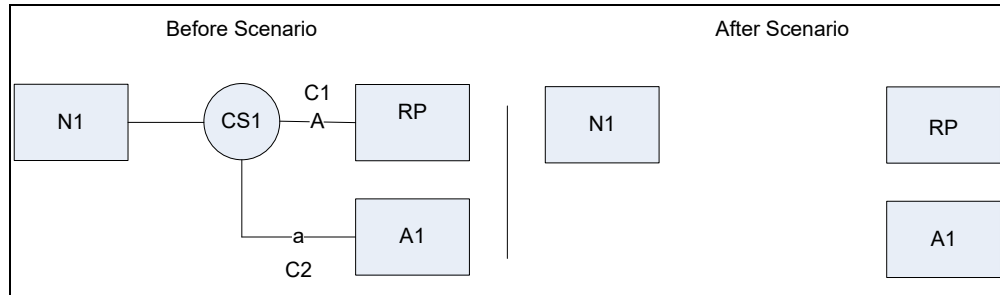 Before Scenario
After Scenario
N1
CS1
C1
A
RP
a
C2
A1
N1
RP
A1